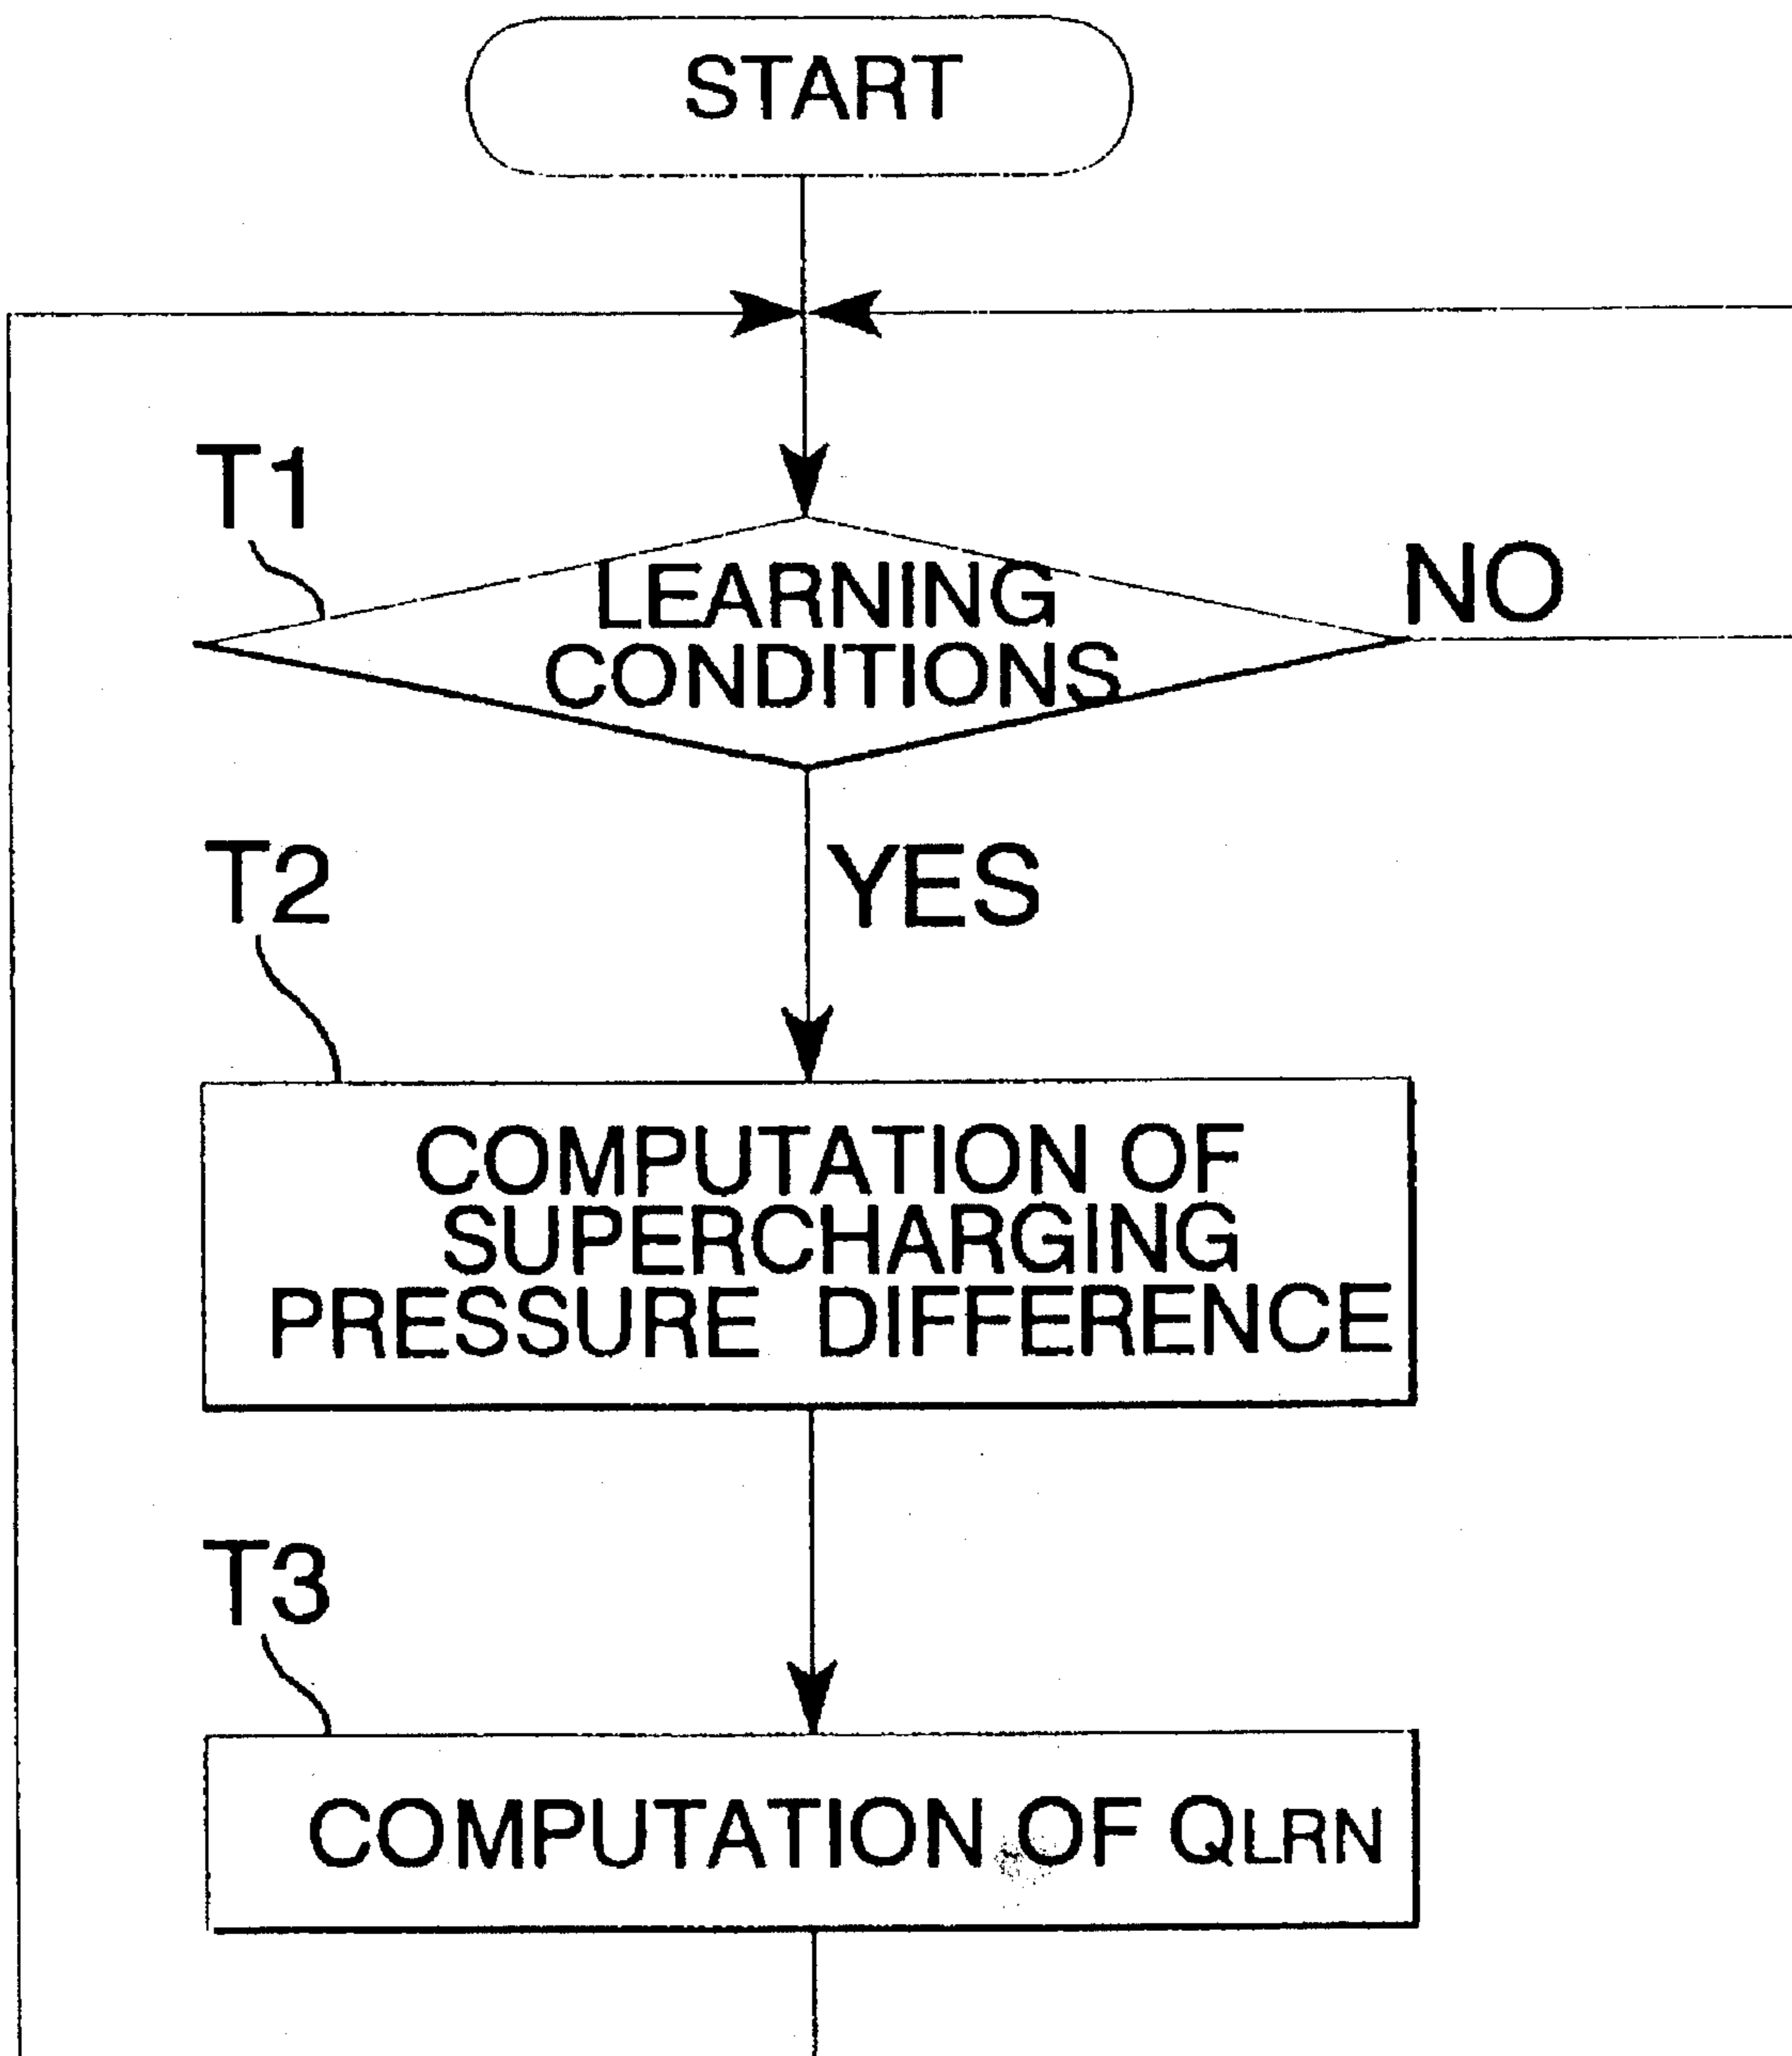 START
T1
LEARNING
CONDITIONS
NO
T2
YES
COMPUTATION OF
SUPERCHARGING
PRESSURE DIFFERENCE
T3
COMPUTATION OF QLRN